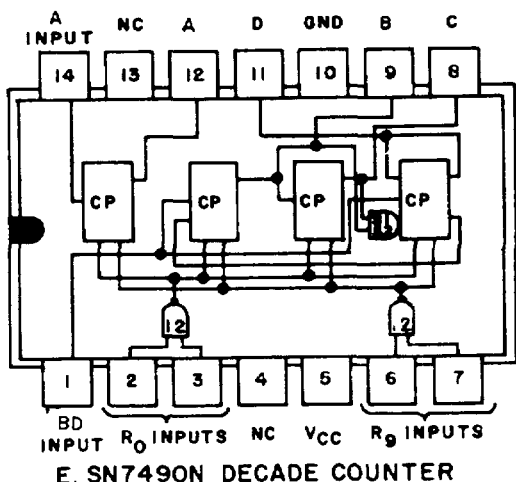 A INPUT NC A D GND B C
14 13 12 11 10 9 8
CP CP CP CP
12 12
1 2 3 4 5 6 7
BD INPUT R0 INPUTS NC VCC R9 INPUTS
E. SN7490N DECADE COUNTER